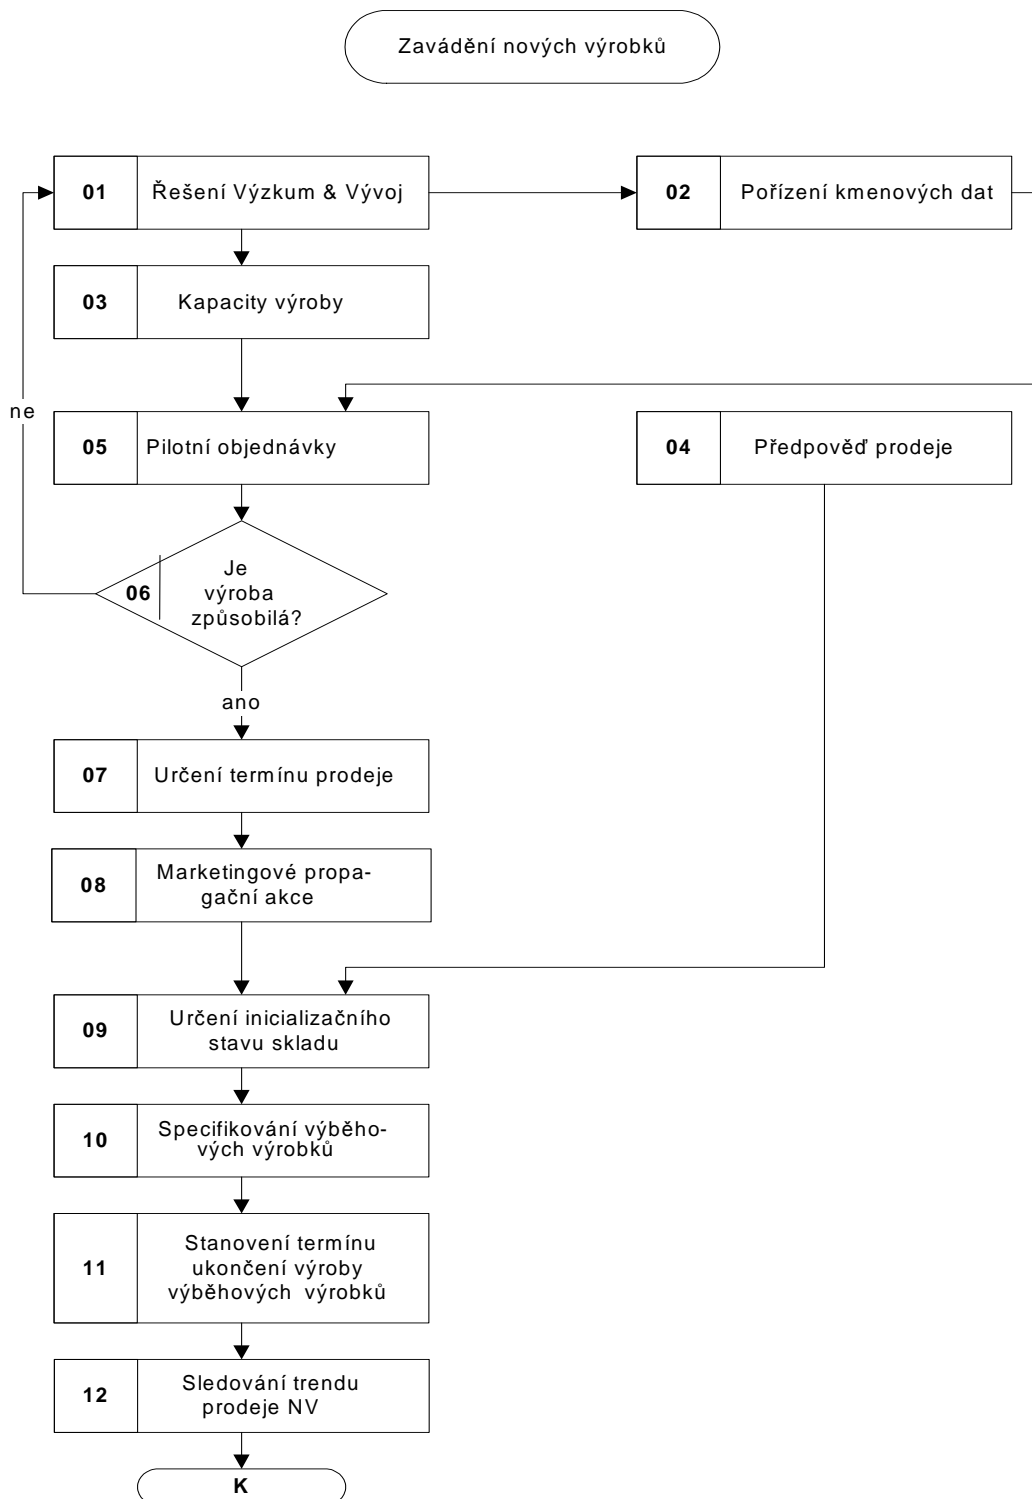 Zavádění nových výrobků
01 Řešení Výzkum & Vývoj
02 Pořízení kmenových dat
03 Kapacity výroby
ne
05 Pilotní objednávky
04 Předpověď prodeje
06
Je
výroba
způsobilá?
ano
07 Určení termínu prodeje
08
Marketingové propa-
gační akce
09
Určení inicializačního
stavu skladu
10
Specifikování výběho-
vých výrobků
11
Stanovení termínu
ukončení výroby
výběhových výrobků
12
Sledování trendu
prodeje NV
K